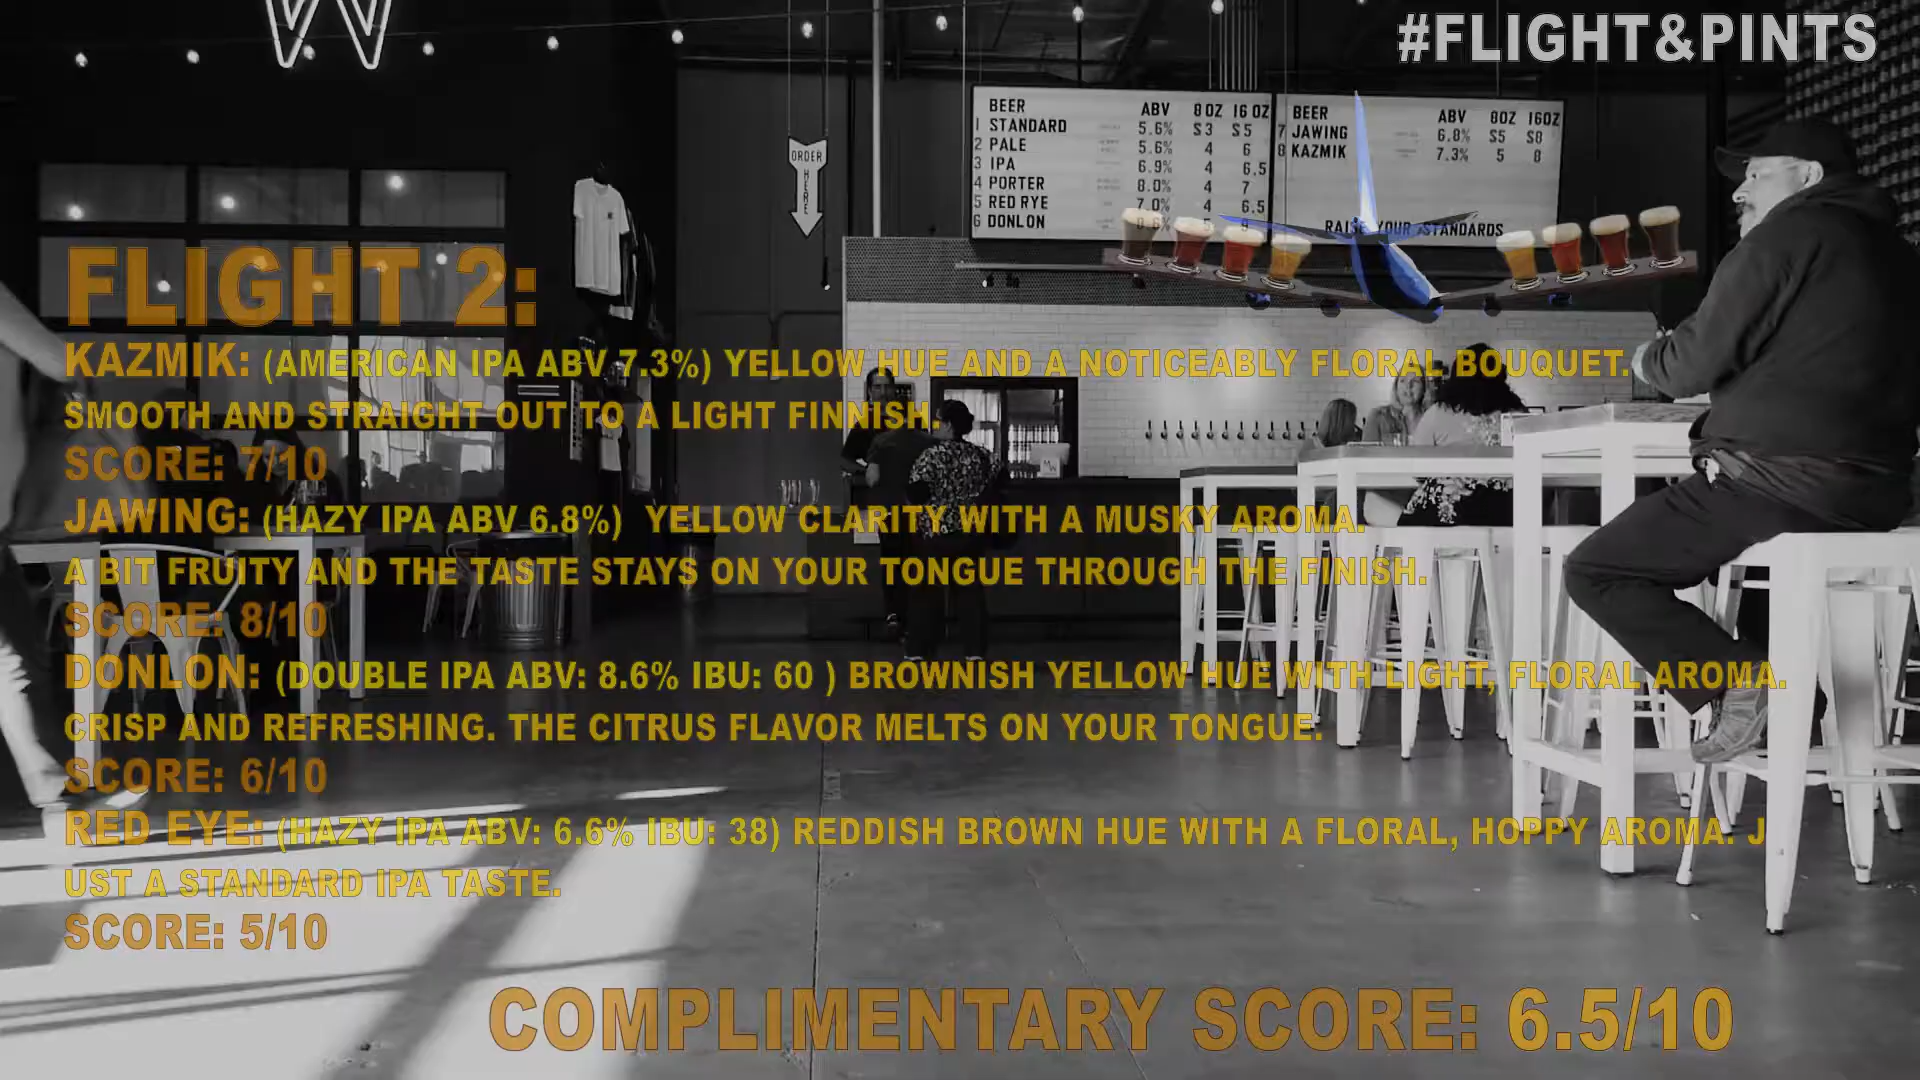 W
#FLIGHT&PINTS
BEER ABV 8OZ 16OZ
1 STANDARD 5.6% $3 $5
2 PALE 5.6% 4 6
3 IPA 6.9% 4 6.5
4 PORTER 8.0% 4 7
5 RED RYE 7.0% 4 6.5
6 DONLON 8.6% 5 9
BEER ABV 8OZ 16OZ
7 JAWING 6.8% $5 $8
8 KAZMIK 7.3% 5 8
RAISE YOUR STANDARDS
ORDER
HERE
FLIGHT 2:
KAZMIK: (AMERICAN IPA ABV 7.3%) YELLOW HUE AND A NOTICEABLY FLORAL BOUQUET.
SMOOTH AND STRAIGHT OUT TO A LIGHT FINNISH.
SCORE: 7/10
JAWING: (HAZY IPA ABV 6.8%) YELLOW CLARITY WITH A MUSKY AROMA.
A BIT FRUITY AND THE TASTE STAYS ON YOUR TONGUE THROUGH THE FINISH.
SCORE: 8/10
DONLON: (DOUBLE IPA ABV: 8.6% IBU: 60 ) BROWNISH YELLOW HUE WITH LIGHT, FLORAL AROMA.
CRISP AND REFRESHING. THE CITRUS FLAVOR MELTS ON YOUR TONGUE.
SCORE: 6/10
RED EYE: (HAZY IPA ABV: 6.6% IBU: 38) REDDISH BROWN HUE WITH A FLORAL, HOPPY AROMA. J
UST A STANDARD IPA TASTE.
SCORE: 5/10
COMPLIMENTARY SCORE: 6.5/10